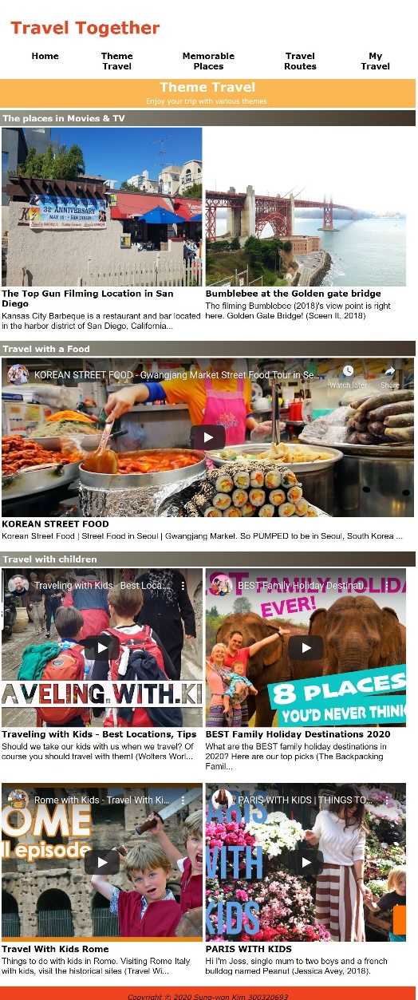 Travel Together
Home
Theme
Travel
Memorable
Places
Travel
Routes
My
Travel
Theme Travel
Enjoy your trip with various themes.
The places in Movies & TV
32nd ANNIVERSARY
The Top Gun Filming Location in San
Diego
Kansas City Barbeque is a restaurant and bar located
in the harbor district of San Diego, California...
Bumblebee at the Golden gate bridge
The filming Bumblebee (2018)'s view point is right
here. Golden Gate Bridge! (Sceen It, 2018)
Travel with a Food
KOREAN STREET FOOD - Gwangjang Market Street Food Tour in Se...
Watch later
Share
KOREAN STREET FOOD
Korean Street Food | Street Food in Seoul | Gwangjang Market. So PUMPED to be in Seoul, South Korea ...
Travel with children
Traveling with Kids - Best Loca...
AVELING.WITH.KI
Traveling with Kids - Best Locations, Tips
Should we take our kids with us when we travel? Of
course you should travel with them! (Wolters Worl...
BEST Family Holiday Destinati...
ST FAMILY HOLIDA
EVER!
8 PLACES
YOU'D NEVER THINK
BEST Family Holiday Destinations 2020
What are the BEST family holiday destinations in
2020? Here are our top picks (The Backpacking
Famil...
Rome with Kids - Travel With Ki...
OME
ll episode
Travel With Kids Rome
Things to do with kids in Rome. Visiting Rome Italy
with kids, visit the historical sites (Travel Wi...
PARIS WITH KIDS | THINGS TO...
ARIS
WITH
KIDS
PARIS WITH KIDS
Hi I'm Jess, single mum to two boys and a french
bulldog named Peanut (Jessica Avey, 2018).
Copyright © 2020 Sung-won Kim 300320693